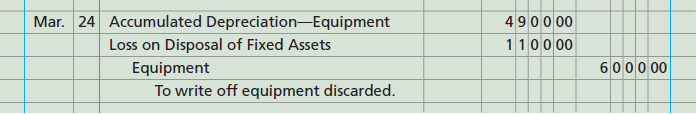 Mar. 24 Accumulated Depreciation—Equipment 4 9 0 0 00
Loss on Disposal of Fixed Assets 1 1 0 0 00
Equipment 6 0 0 0 00
To write off equipment discarded.